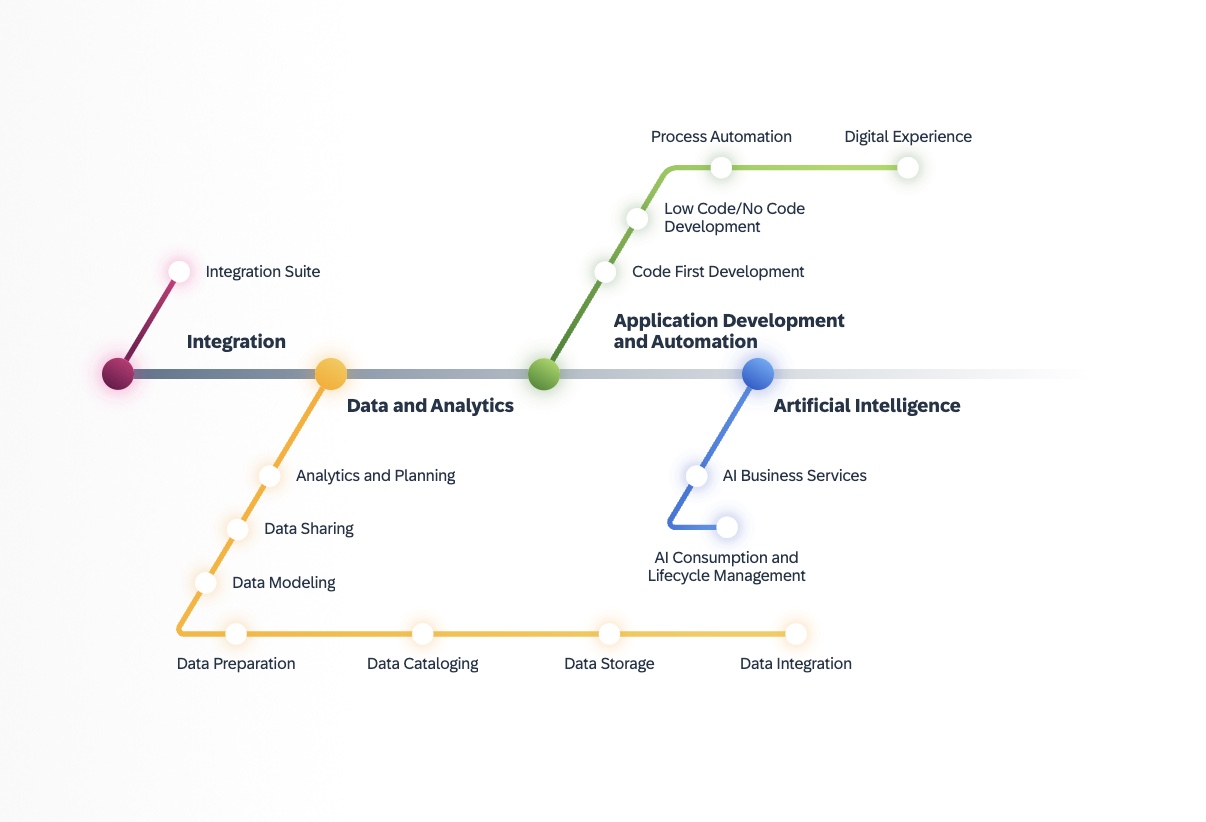 Process Automation
Digital Experience
Low Code/No Code
Development
Code First Development
Integration Suite
Application Development
and Automation
Integration
Data and Analytics
Artificial Intelligence
Analytics and Planning
AI Business Services
Data Sharing
AI Consumption and
Lifecycle Management
Data Modeling
Data Preparation
Data Cataloging
Data Storage
Data Integration